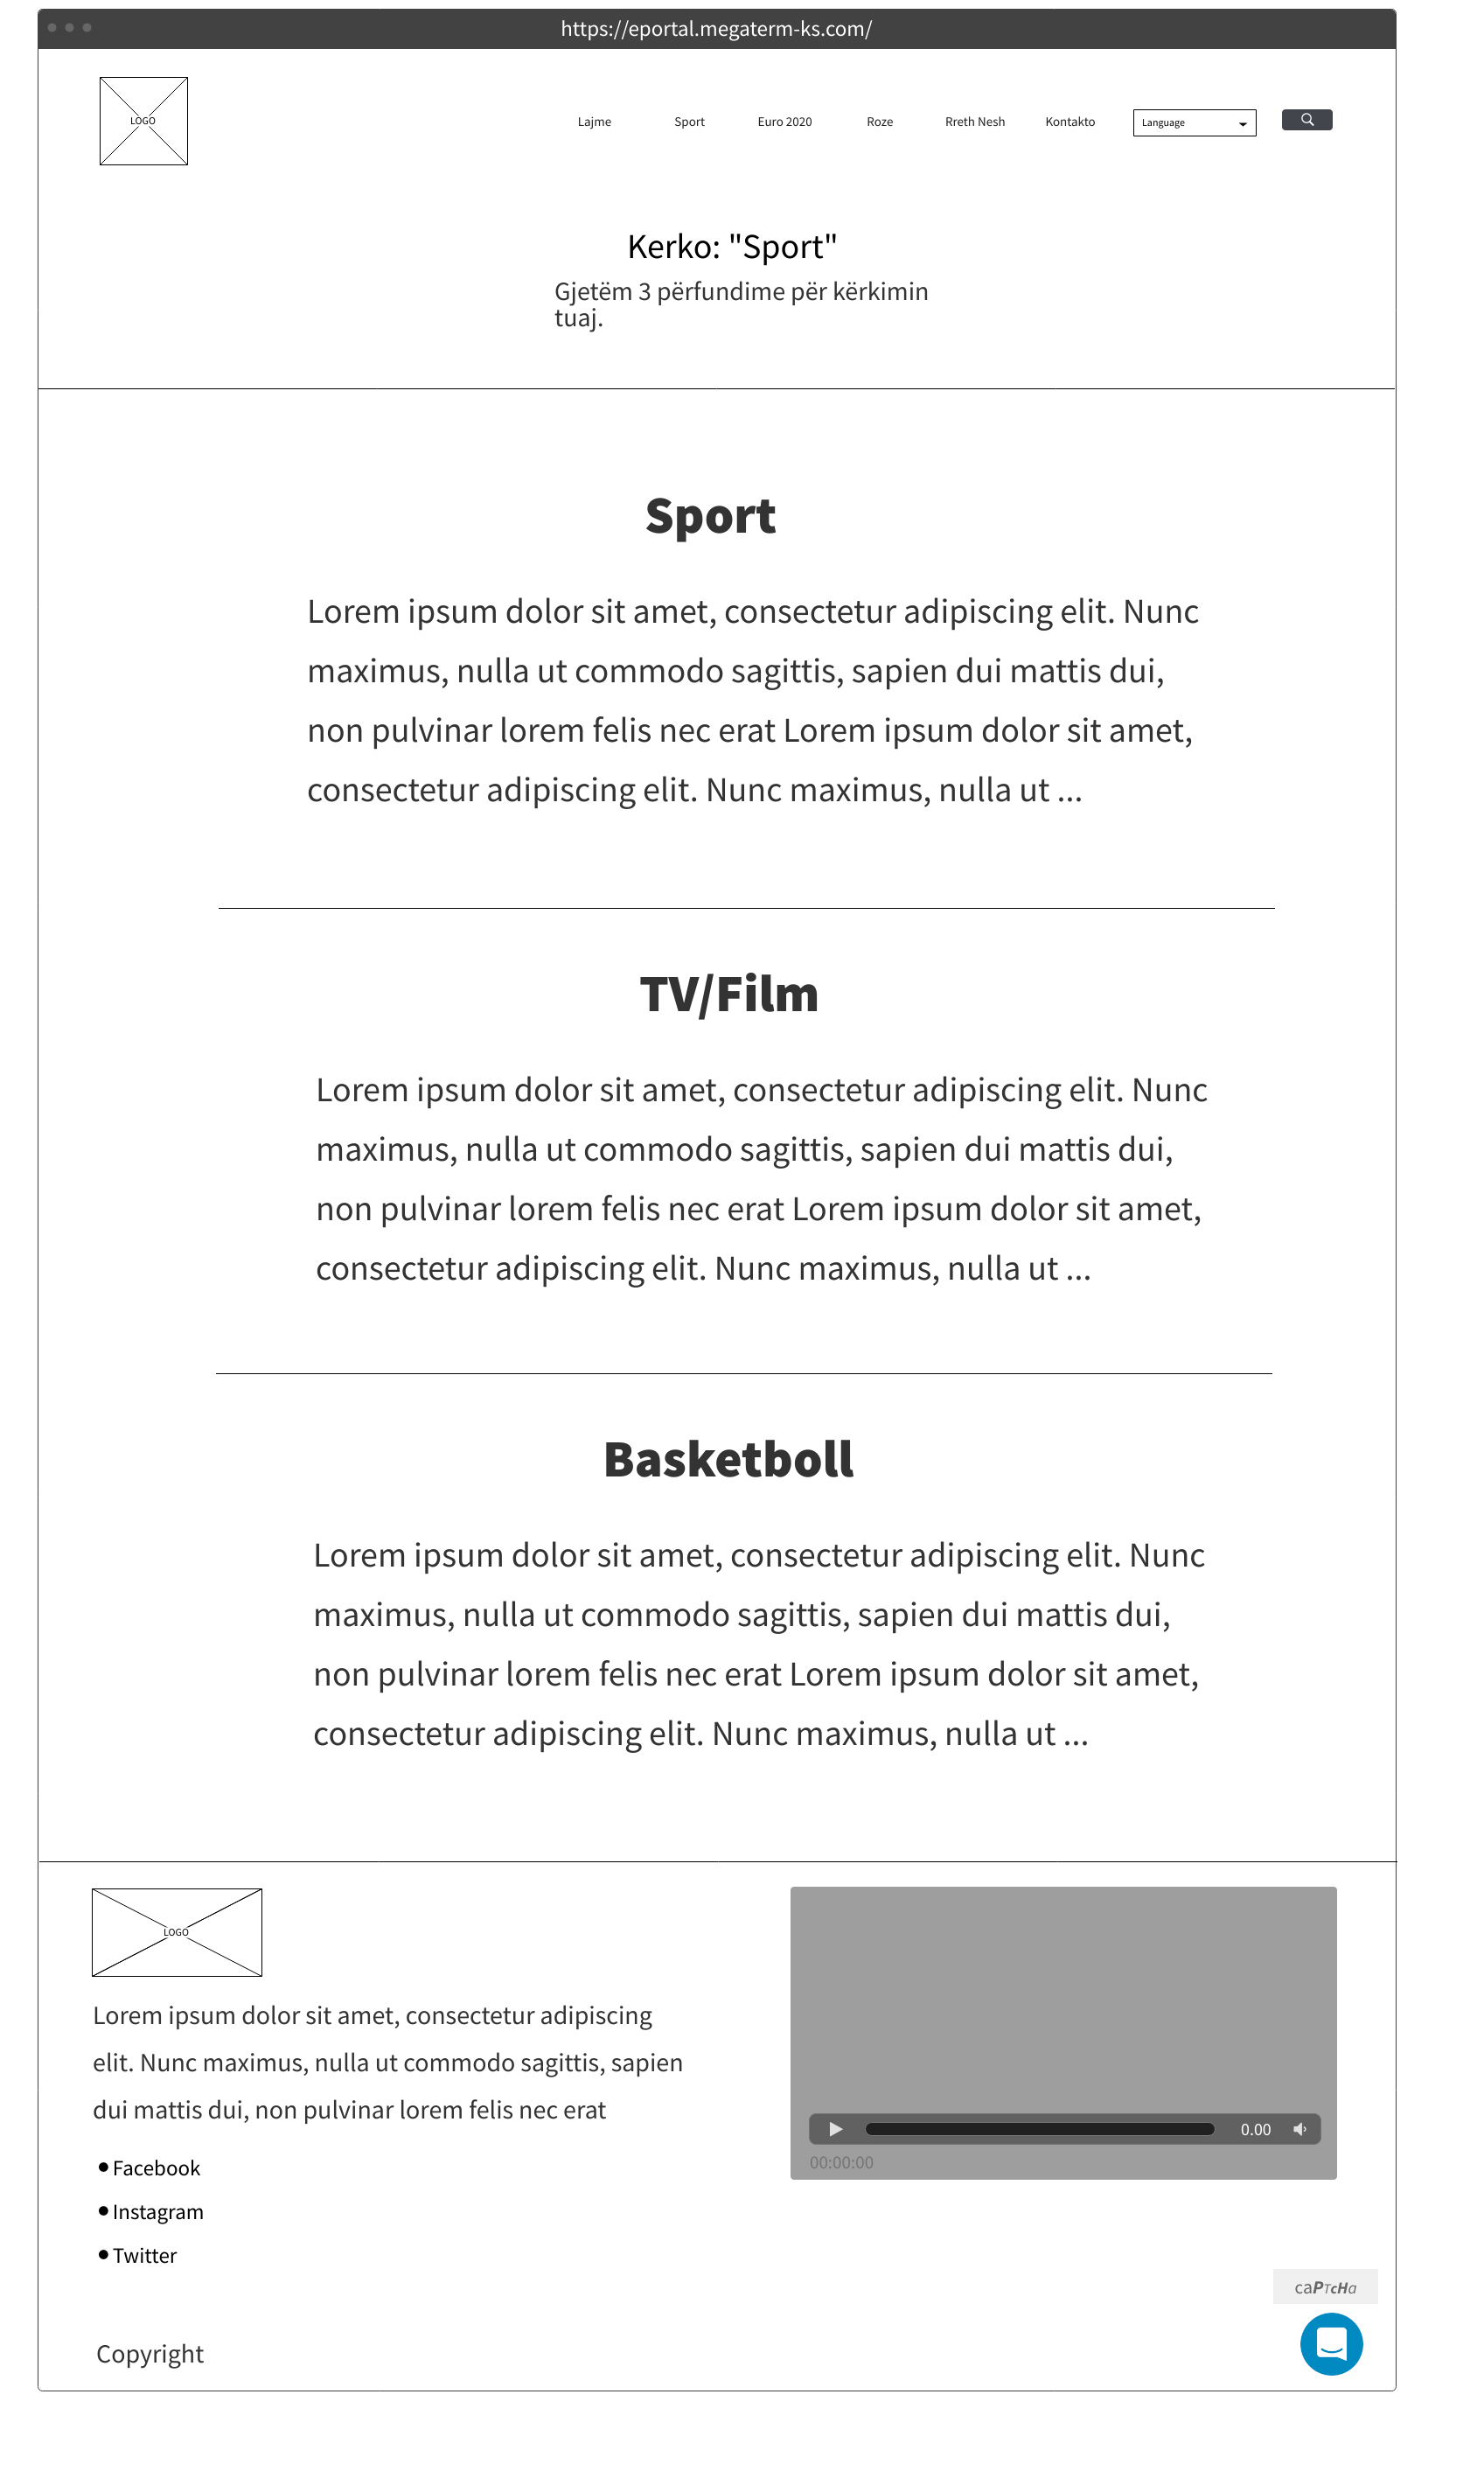 https://eportal.megaterm-ks.com/
LOGO
Lajme Sport Euro 2020 Roze Rreth Nesh Kontakto Language
Kerko: "Sport"
Gjetëm 3 përfundime për kërkimin
tuaj.
Sport
Lorem ipsum dolor sit amet, consectetur adipiscing elit. Nunc
maximus, nulla ut commodo sagittis, sapien dui mattis dui,
non pulvinar lorem felis nec erat Lorem ipsum dolor sit amet,
consectetur adipiscing elit. Nunc maximus, nulla ut ...
TV/Film
Lorem ipsum dolor sit amet, consectetur adipiscing elit. Nunc
maximus, nulla ut commodo sagittis, sapien dui mattis dui,
non pulvinar lorem felis nec erat Lorem ipsum dolor sit amet,
consectetur adipiscing elit. Nunc maximus, nulla ut ...
Basketboll
Lorem ipsum dolor sit amet, consectetur adipiscing elit. Nunc
maximus, nulla ut commodo sagittis, sapien dui mattis dui,
non pulvinar lorem felis nec erat Lorem ipsum dolor sit amet,
consectetur adipiscing elit. Nunc maximus, nulla ut ...
LOGO
Lorem ipsum dolor sit amet, consectetur adipiscing
elit. Nunc maximus, nulla ut commodo sagittis, sapien
dui mattis dui, non pulvinar lorem felis nec erat
Facebook
Instagram
Twitter
0.00
00:00:00
caPTcHa
Copyright